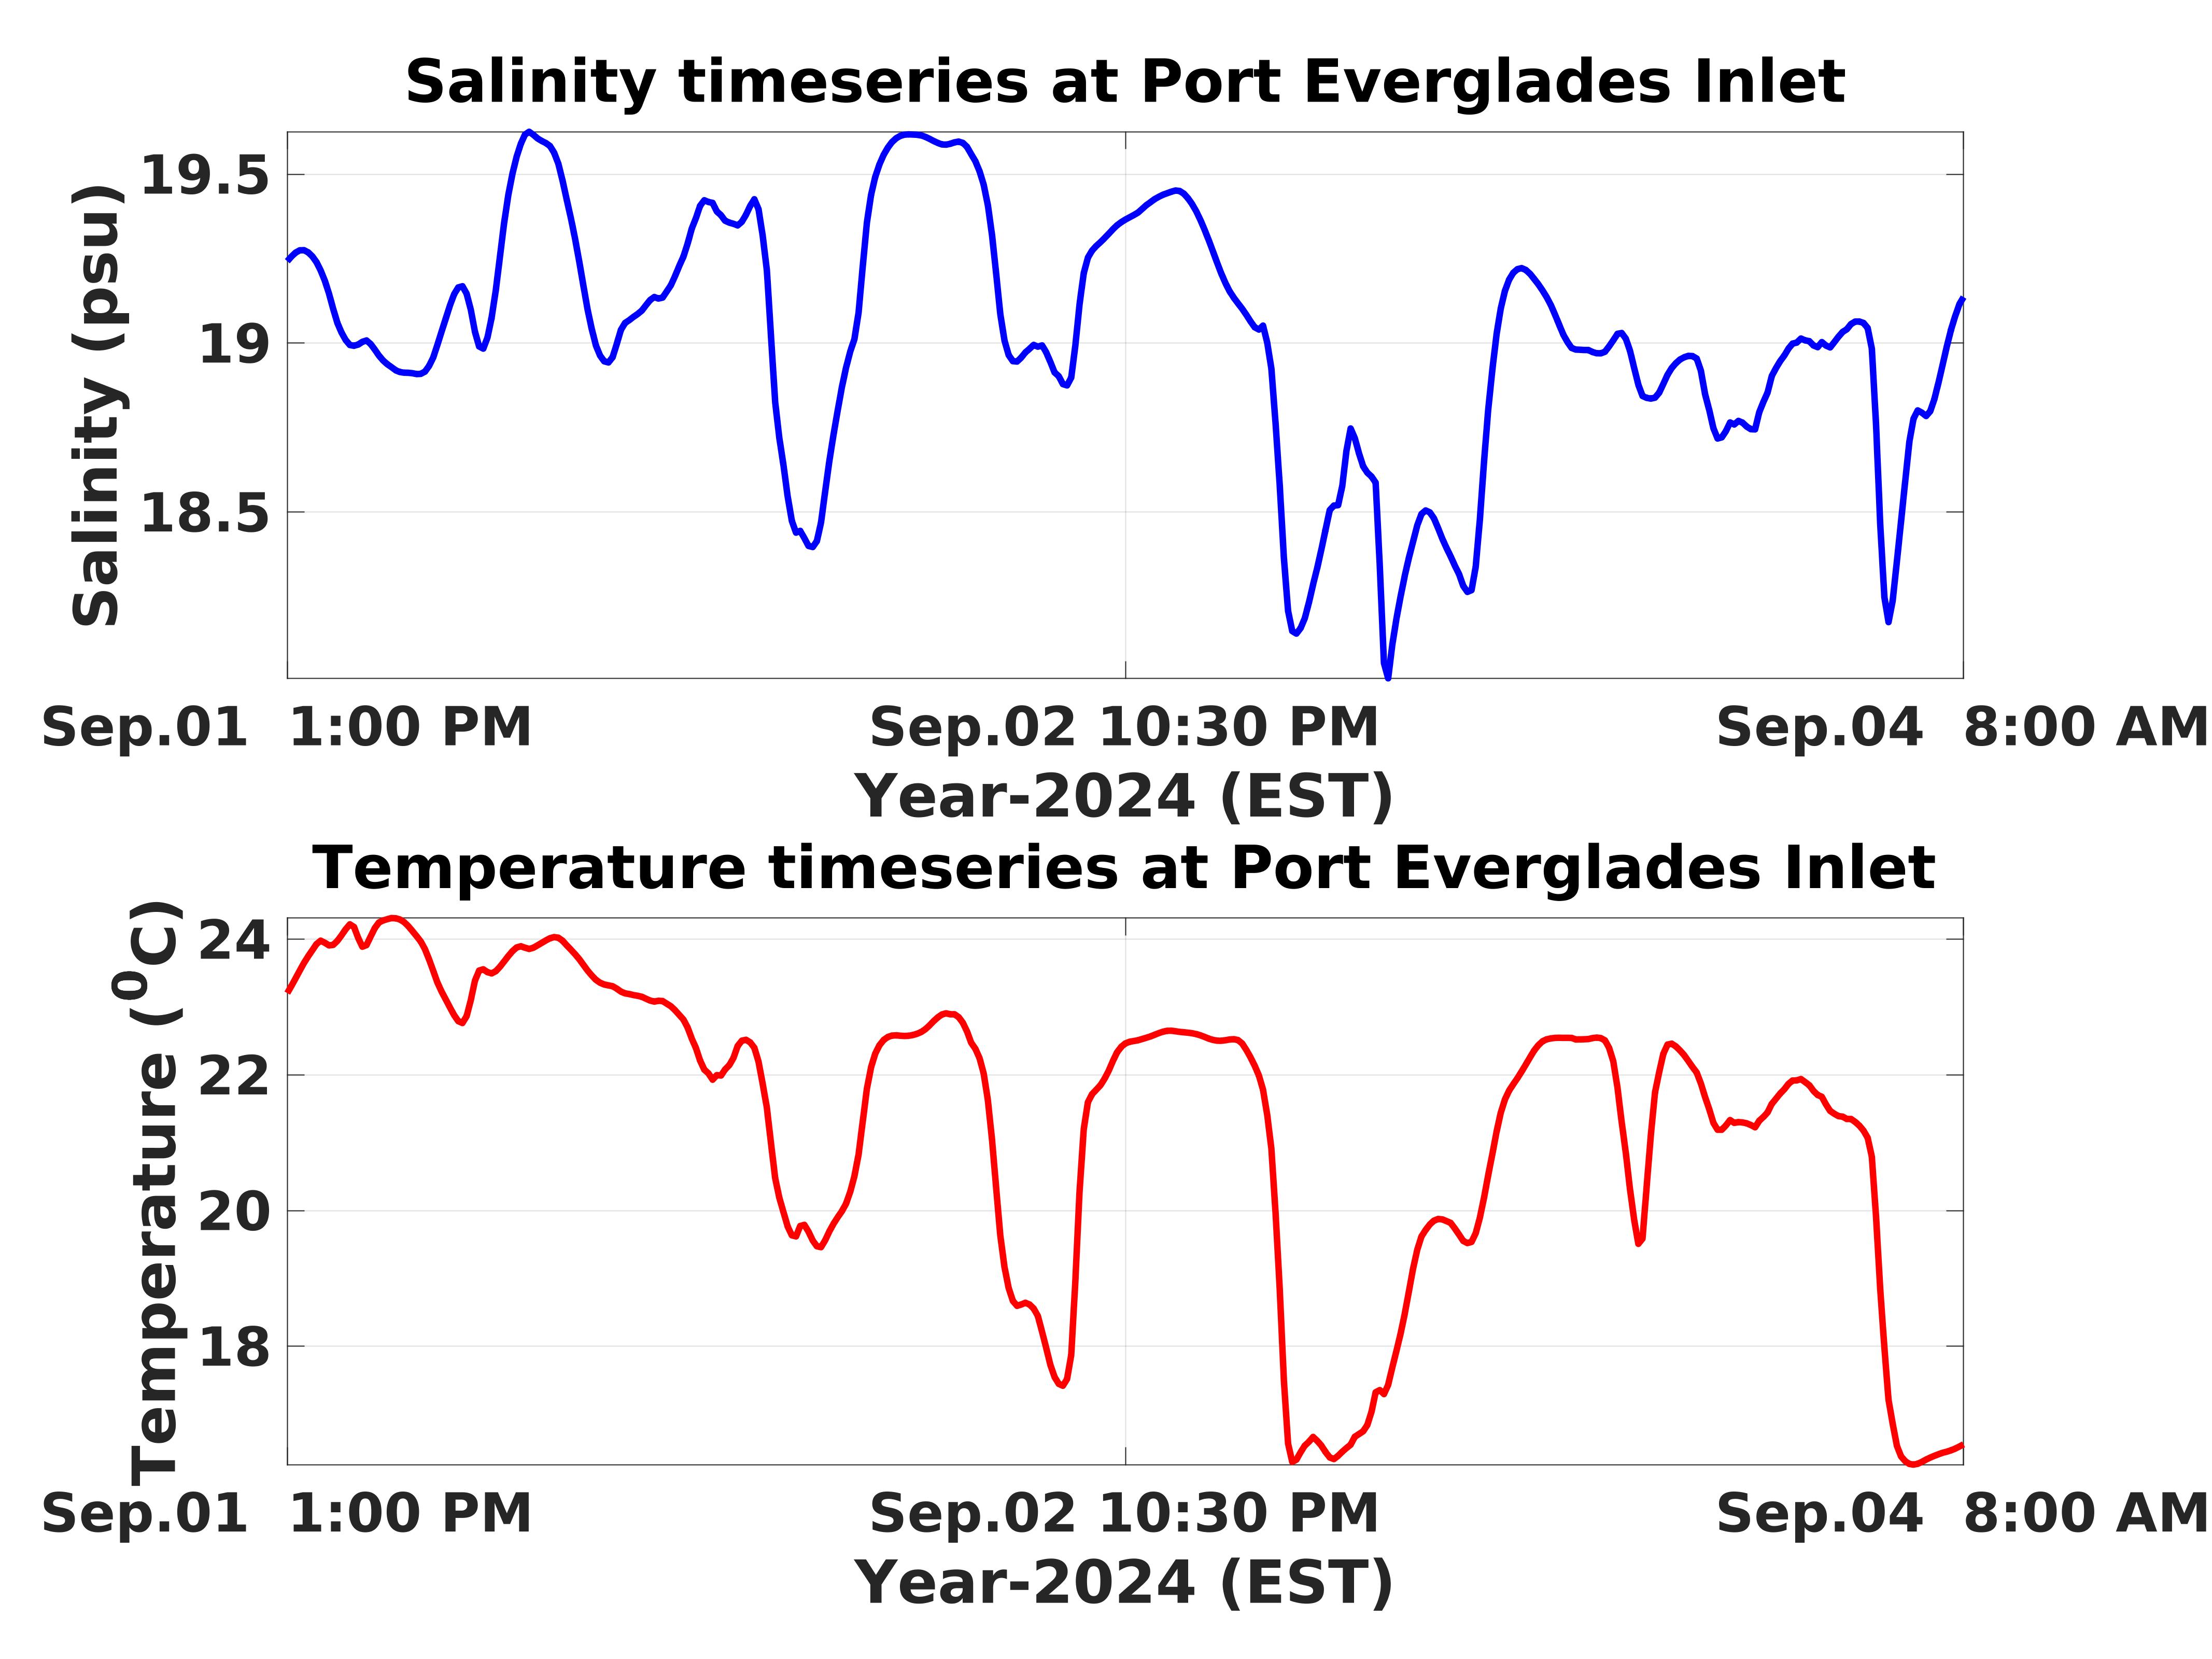 Salinity timeseries at Port Everglades Inlet
Salinity (psu)
19.5
19
18.5
Sep.01  1:00 PM
Sep.02 10:30 PM
Sep.04  8:00 AM
Year-2024 (EST)
Temperature timeseries at Port Everglades Inlet
Temperature (⁰C)
24
22
20
18
Sep.01  1:00 PM
Sep.02 10:30 PM
Sep.04  8:00 AM
Year-2024 (EST)